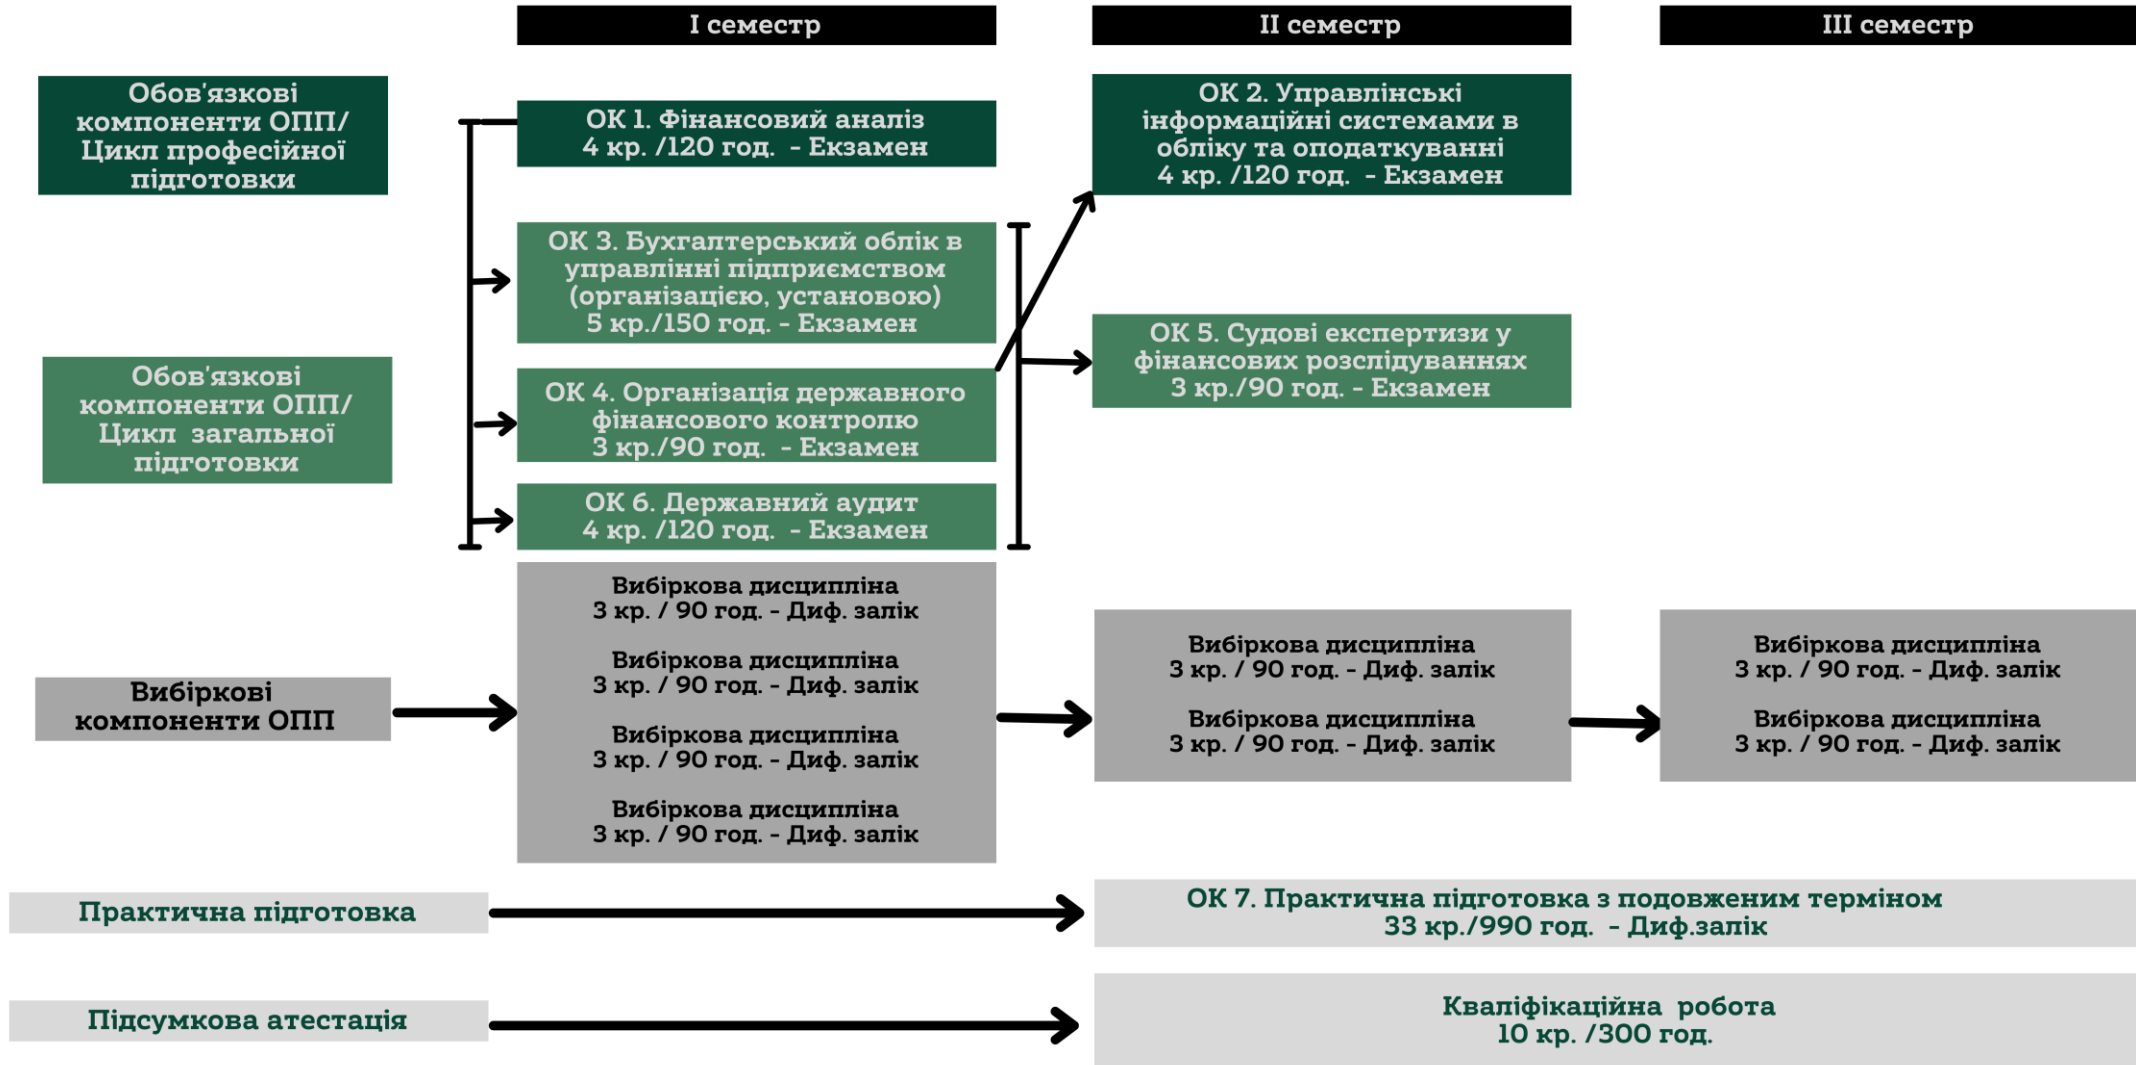 I семестр
II семестр
III семестр
Обов'язкові
компоненти ОПП/
Цикл професійної
підготовки
ОК 1. Фінансовий аналіз
4 кр. /120 год.  - Екзамен
ОК 2. Управлінські
інформаційні системами в
обліку та оподаткуванні
4 кр. /120 год.  - Екзамен
Обов'язкові
компоненти ОПП/
Цикл  загальної
підготовки
ОК 3. Бухгалтерський облік в
управлінні підприємством
(організацією, установою)
5 кр./150 год. - Екзамен
ОК 4. Організація державного
фінансового контролю
3 кр./90 год.  - Екзамен
ОК 6. Державний аудит
4 кр. /120 год.  - Екзамен
ОК 5. Судові експертизи у
фінансових розслідуваннях
3 кр./90 год. - Екзамен
Вибіркові
компоненти ОПП
Вибіркова дисципліна
3 кр. / 90 год. - Диф. залік
Вибіркова дисципліна
3 кр. / 90 год. - Диф. залік
Вибіркова дисципліна
3 кр. / 90 год. - Диф. залік
Вибіркова дисципліна
3 кр. / 90 год. - Диф. залік
Вибіркова дисципліна
3 кр. / 90 год. - Диф. залік
Вибіркова дисципліна
3 кр. / 90 год. - Диф. залік
Вибіркова дисципліна
3 кр. / 90 год. - Диф. залік
Вибіркова дисципліна
3 кр. / 90 год. - Диф. залік
Практична підготовка
ОК 7. Практична підготовка з подовженим терміном
33 кр./990 год.  - Диф.залік
Підсумкова атестація
Кваліфікаційна  робота
10 кр. /300 год.